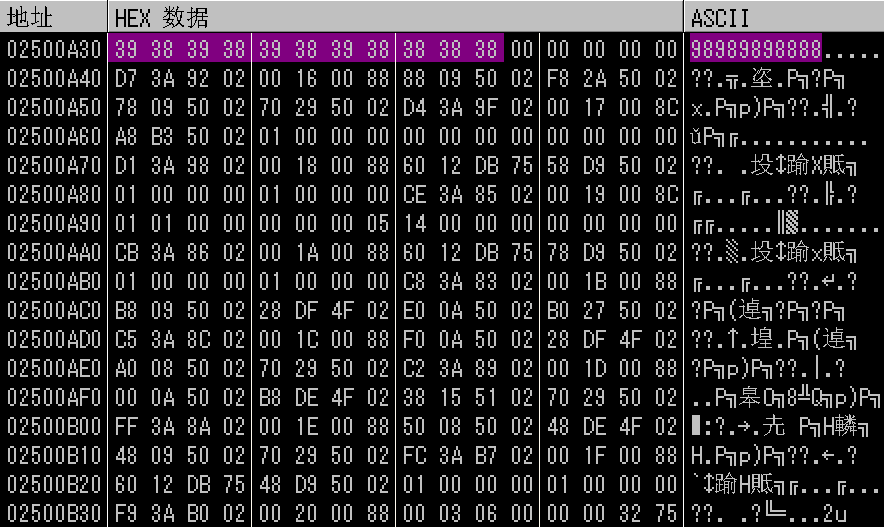 地址 HEX 数据 ASCII
02500A30 39 38 39 38 39 38 39 38 38 38 38 00 00 00 00 00 98989898888.....
02500A40 D7 3A 92 02 00 16 00 88 88 09 50 02 F8 2A 50 02 ??.╥.坙.P╗?P╗
02500A50 78 09 50 02 70 29 50 02 D4 3A 9F 02 00 17 00 8C x.P╗p)P╗??.╣.?
02500A60 A8 B3 50 02 01 00 00 00 00 00 00 00 00 00 00 00 ǔP╗╔...........
02500A70 D1 3A 98 02 00 18 00 88 60 12 DB 75 58 D9 50 02
02500A80 01 00 00 00 01 00 00 00 CE 3A 85 02 00 19 00 8C ╔...╔...??.╠.?
02500A90 01 01 00 00 00 00 00 05 14 00 00 00 00 00 00 00 ╔╔.....║▓.......
02500AA0 CB 3A 86 02 00 1A 00 88 60 12 DB 75 78 D9 50 02
02500AB0 01 00 00 00 01 00 00 00 C8 3A 83 02 00 1B 00 88 ╔...╔...??.↵.?
02500AC0 B8 09 50 02 28 DF 4F 02 E0 0A 50 02 B0 27 50 02 ?P╗(逴╗?P╗?P╗
02500AD0 C5 3A 8C 02 00 1C 00 88 F0 0A 50 02 28 DF 4F 02 ??.↑.堭.P╗(逴╗
02500AE0 A0 08 50 02 70 29 50 02 C2 3A 89 02 00 1D 00 88 ?P╗p)P╗??.│.?
02500AF0 00 0A 50 02 B8 DE 4F 02 38 15 51 02 70 29 50 02 ..P╗皋O╗8╩Q╗p)P╗
02500B00 FF 3A 8A 02 00 1E 00 88 50 08 50 02 48 DE 4F 02
02500B10 48 09 50 02 70 29 50 02 FC 3A B7 02 00 1F 00 88 H.P╗p)P╗??.←.?
02500B20 60 12 DB 75 48 D9 50 02 01 00 00 00 01 00 00 00 `↕踰H賍╗╔...╔...
02500B30 F9 3A B0 02 00 20 00 88 00 03 06 00 00 00 32 75